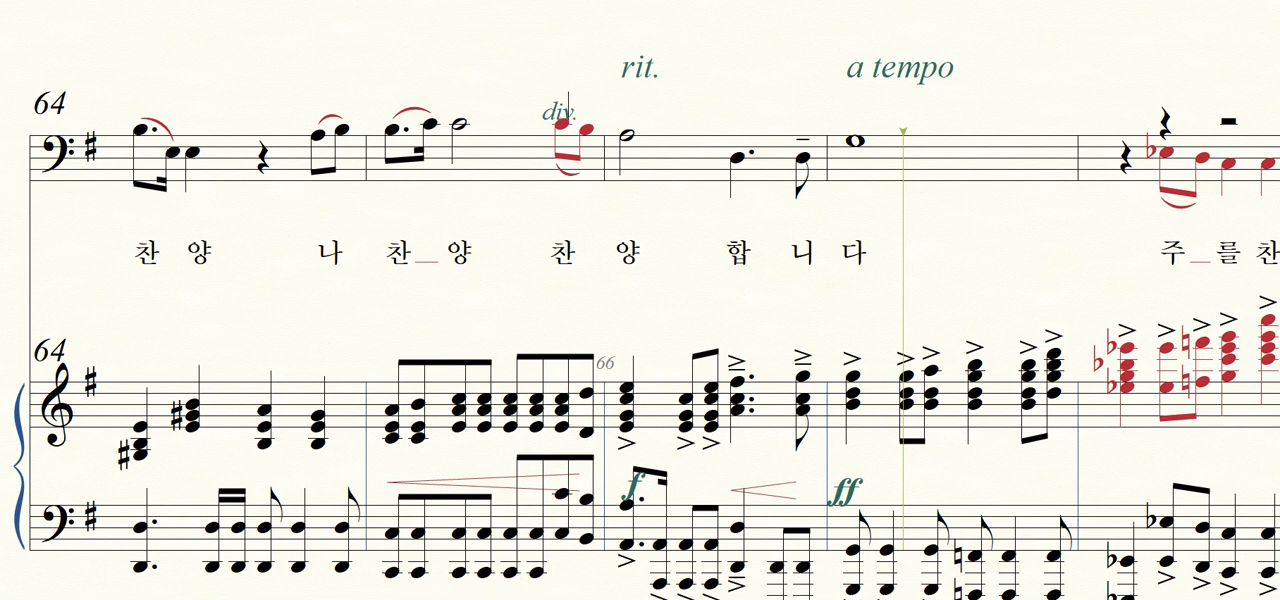 rit. a tempo
64
div.
찬 양 나 찬 양 찬 양 합 니 다 주 를 찬
64
66
f ff